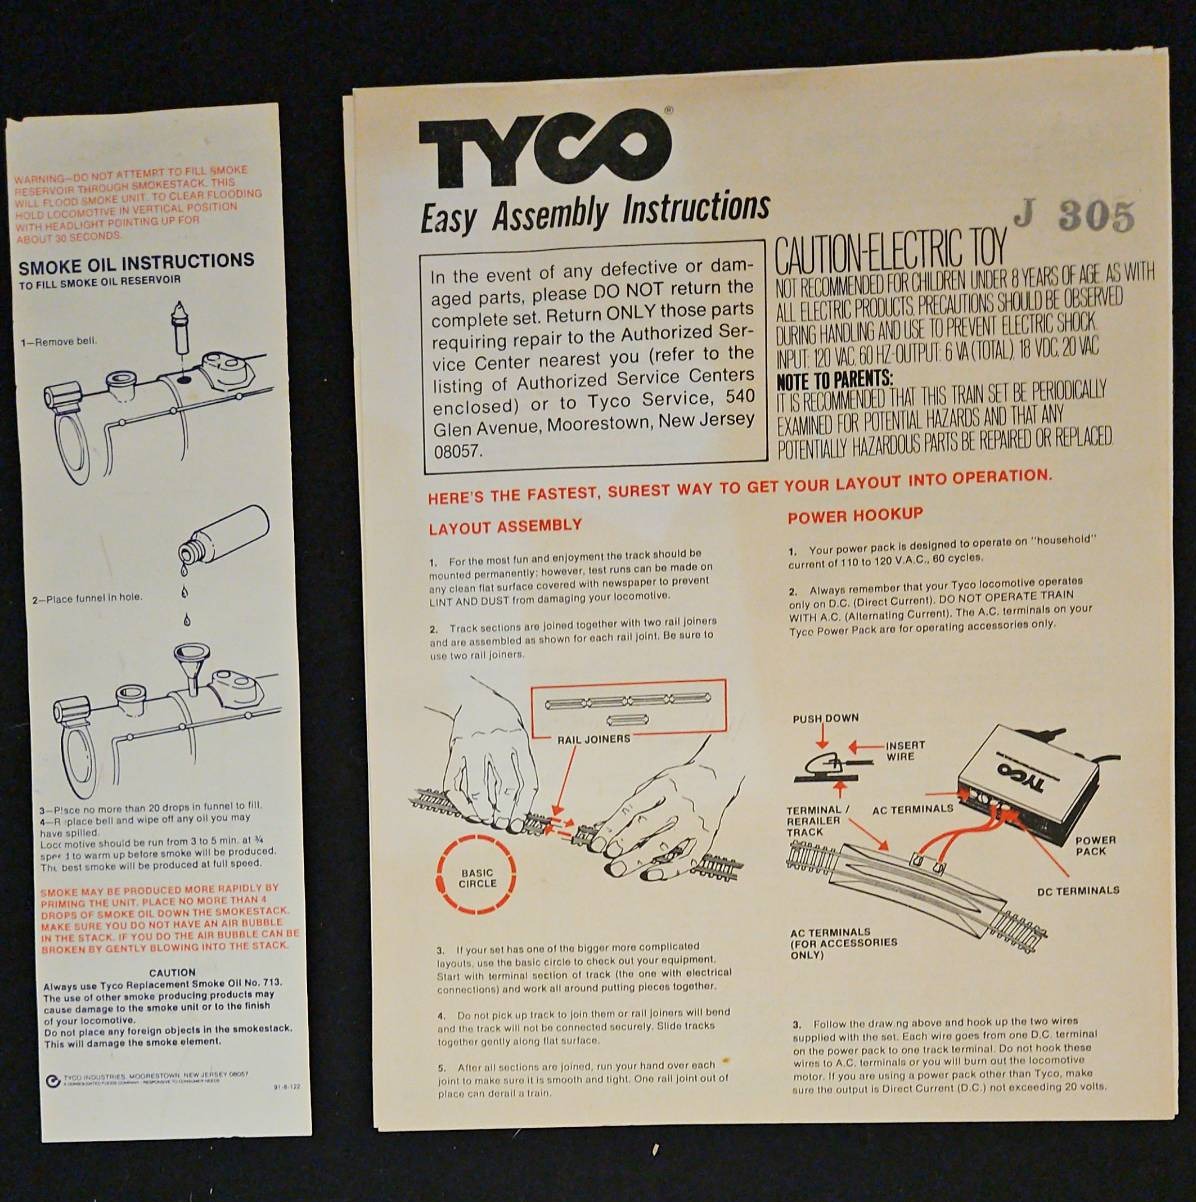 WARNING—DO NOT ATTEMPT TO FILL SMOKE
RESERVOIR THROUGH SMOKESTACK. THIS
WILL FLOOD SMOKE UNIT. TO CLEAR FLOODING
HOLD LOCOMOTIVE IN VERTICAL POSITION
WITH HEADLIGHT POINTING UP FOR
ABOUT 30 SECONDS.
SMOKE OIL INSTRUCTIONS
TO FILL SMOKE OIL RESERVOIR
1—Remove bell.
2—Place funnel in hole.
3—Place no more than 20 drops in funnel to fill.
4—R place bell and wipe off any oil you may
have spilled.
Locomotive should be run from 3 to 5 min. at ¾
speed to warm up before smoke will be produced.
The best smoke will be produced at full speed.
SMOKE MAY BE PRODUCED MORE RAPIDLY BY
PRIMING THE UNIT. PLACE NO MORE THAN 4
DROPS OF SMOKE OIL DOWN THE SMOKESTACK.
MAKE SURE YOU DO NOT HAVE AN AIR BUBBLE
IN THE STACK. IF YOU DO THE AIR BUBBLE CAN BE
BROKEN BY GENTLY BLOWING INTO THE STACK.
CAUTION
Always use Tyco Replacement Smoke Oil No. 713.
The use of other smoke producing products may
cause damage to the smoke unit or to the finish
of your locomotive.
Do not place any foreign objects in the smokestack.
This will damage the smoke element.
TYCO INDUSTRIES, MOORESTOWN, NEW JERSEY 08057
A CONSOLIDATED FOODS COMPANY - RESPONSIVE TO CONSUMER NEEDS
91-6-122
TYCO®
Easy Assembly Instructions
J 305
In the event of any defective or dam-
aged parts, please DO NOT return the
complete set. Return ONLY those parts
requiring repair to the Authorized Ser-
vice Center nearest you (refer to the
listing of Authorized Service Centers
enclosed) or to Tyco Service, 540
Glen Avenue, Moorestown, New Jersey
08057.
CAUTION-ELECTRIC TOY
NOT RECOMMENDED FOR CHILDREN UNDER 8 YEARS OF AGE. AS WITH
ALL ELECTRIC PRODUCTS, PRECAUTIONS SHOULD BE OBSERVED
DURING HANDLING AND USE TO PREVENT ELECTRIC SHOCK.
INPUT: 120 VAC, 60 HZ-OUTPUT: 6 VA (TOTAL), 18 VDC, 20 VAC
NOTE TO PARENTS:
IT IS RECOMMENDED THAT THIS TRAIN SET BE PERIODICALLY
EXAMINED FOR POTENTIAL HAZARDS AND THAT ANY
POTENTIALLY HAZARDOUS PARTS BE REPAIRED OR REPLACED.
HERE'S THE FASTEST, SUREST WAY TO GET YOUR LAYOUT INTO OPERATION.
LAYOUT ASSEMBLY
1. For the most fun and enjoyment the track should be
mounted permanently; however, test runs can be made on
any clean flat surface covered with newspaper to prevent
LINT AND DUST from damaging your locomotive.
2. Track sections are joined together with two rail joiners
and are assembled as shown for each rail joint. Be sure to
use two rail joiners.
RAIL JOINERS
BASIC
CIRCLE
3. If your set has one of the bigger more complicated
layouts, use the basic circle to check out your equipment.
Start with terminal section of track (the one with electrical
connections) and work all around putting pieces together.
4. Do not pick up track to join them or rail joiners will bend
and the track will not be connected securely. Slide tracks
together gently along flat surface.
5. After all sections are joined, run your hand over each
joint to make sure it is smooth and tight. One rail joint out of
place can derail a train.
POWER HOOKUP
1. Your power pack is designed to operate on "household"
current of 110 to 120 V.A.C., 60 cycles.
2. Always remember that your Tyco locomotive operates
only on D.C. (Direct Current). DO NOT OPERATE TRAIN
WITH A.C. (Alternating Current). The A.C. terminals on your
Tyco Power Pack are for operating accessories only.
PUSH DOWN
INSERT
WIRE
TYCO
TERMINAL /
RERAILER
TRACK
AC TERMINALS
POWER
PACK
DC TERMINALS
AC TERMINALS
(FOR ACCESSORIES
ONLY)
3. Follow the draw ng above and hook up the two wires
supplied with the set. Each wire goes from one D.C. terminal
on the power pack to one track terminal. Do not hook these
wires to A.C. terminals or you will burn out the locomotive
motor. If you are using a power pack other than Tyco, make
sure the output is Direct Current (D.C.) not exceeding 20 volts.